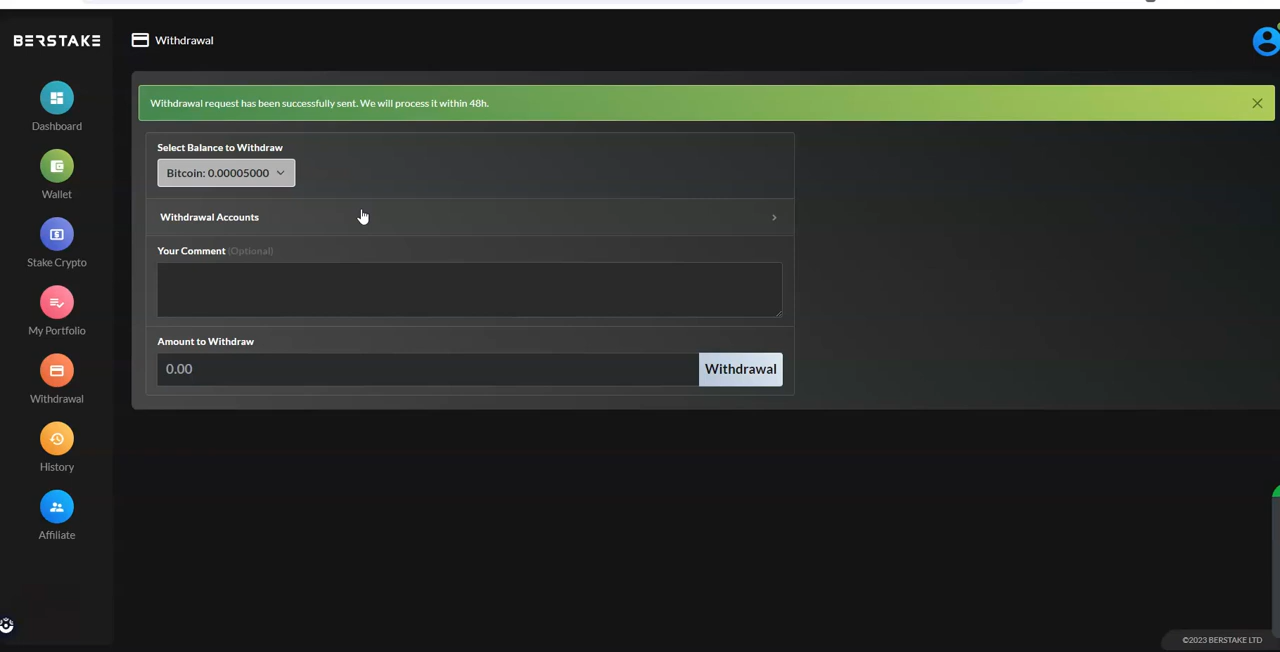 BERSTAKE
Withdrawal
Dashboard
Wallet
Stake Crypto
My Portfolio
Withdrawal
History
Affiliate
Withdrawal request has been successfully sent. We will process it within 48h.
Select Balance to Withdraw
Bitcoin: 0.00005000
Withdrawal Accounts
Your Comment (Optional)
Amount to Withdraw
0.00 Withdrawal
©2023 BERSTAKE LTD